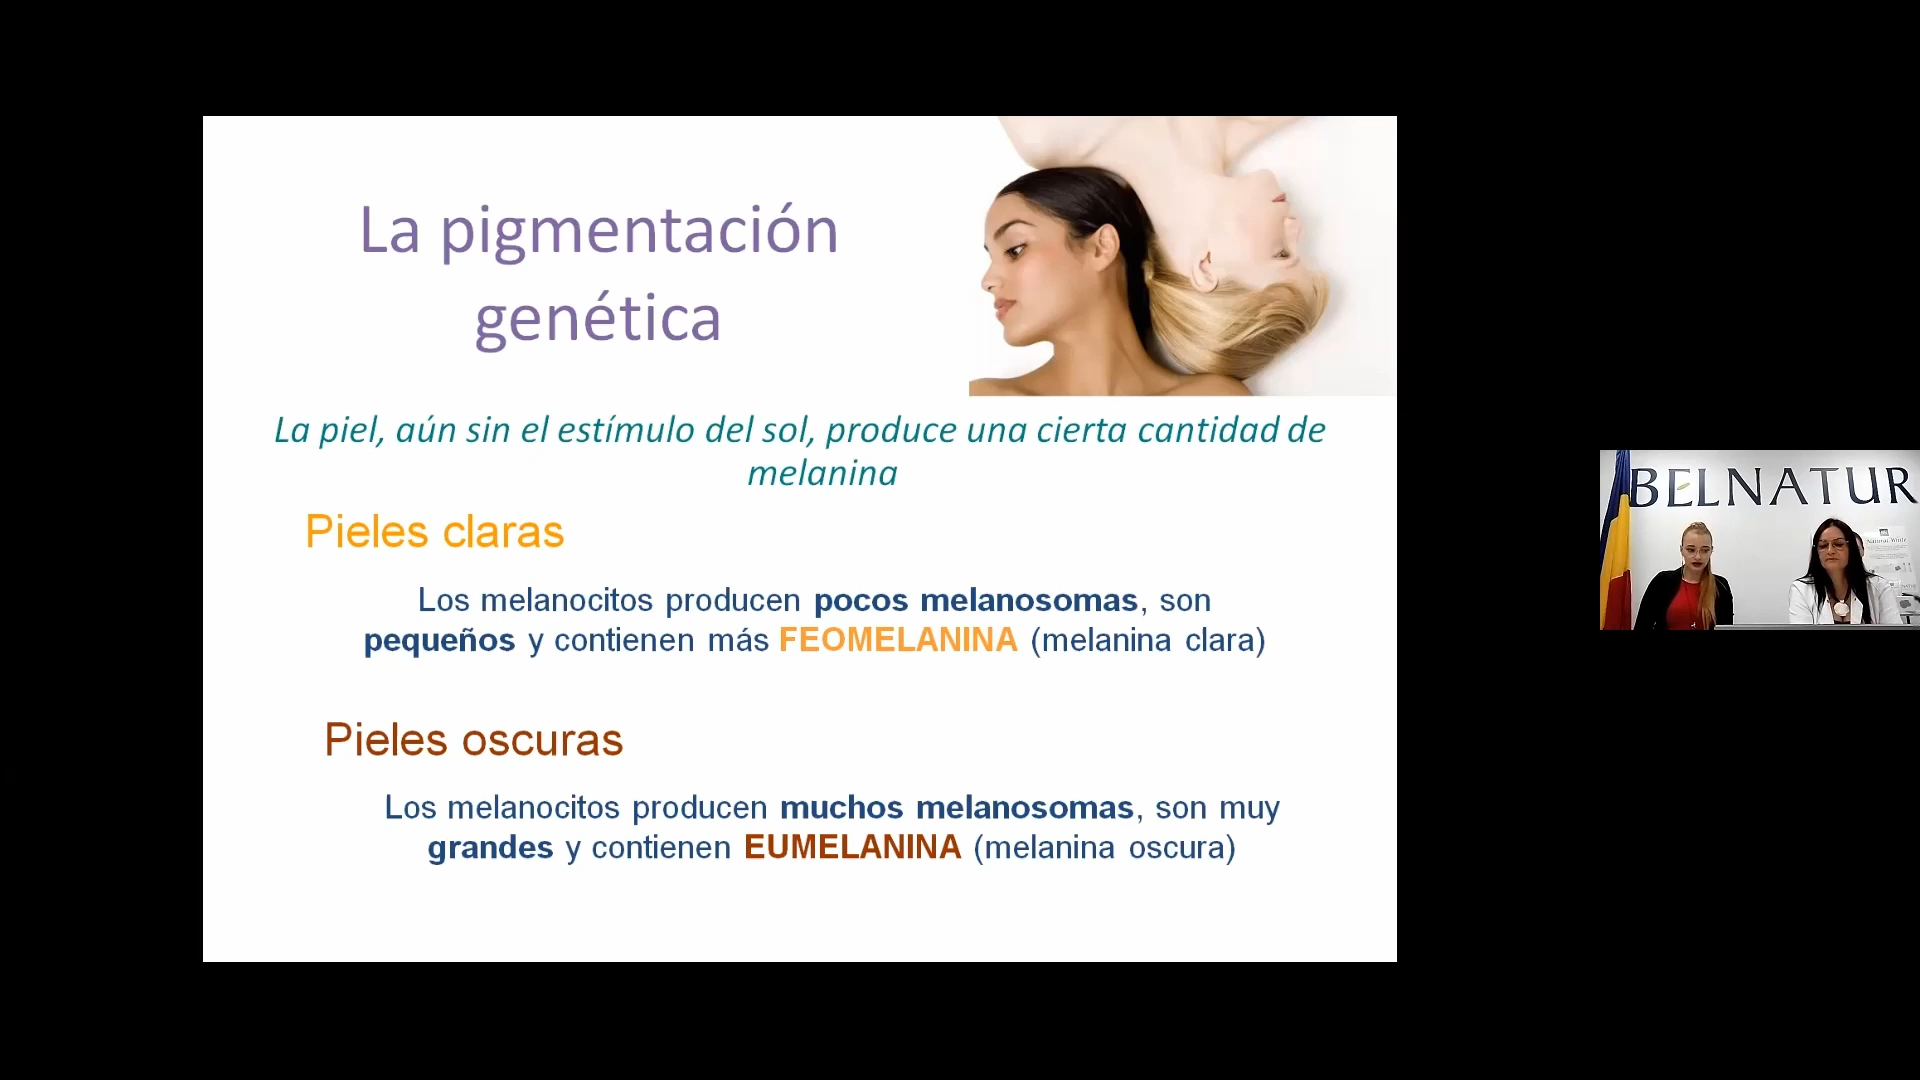 La pigmentación
genética
La piel, aún sin el estímulo del sol, produce una cierta cantidad de
melanina
Pieles claras
Los melanocitos producen pocos melanosomas, son
pequeños y contienen más FEOMELANINA (melanina clara)
Pieles oscuras
Los melanocitos producen muchos melanosomas, son muy
grandes y contienen EUMELANINA (melanina oscura)
BELNATUR